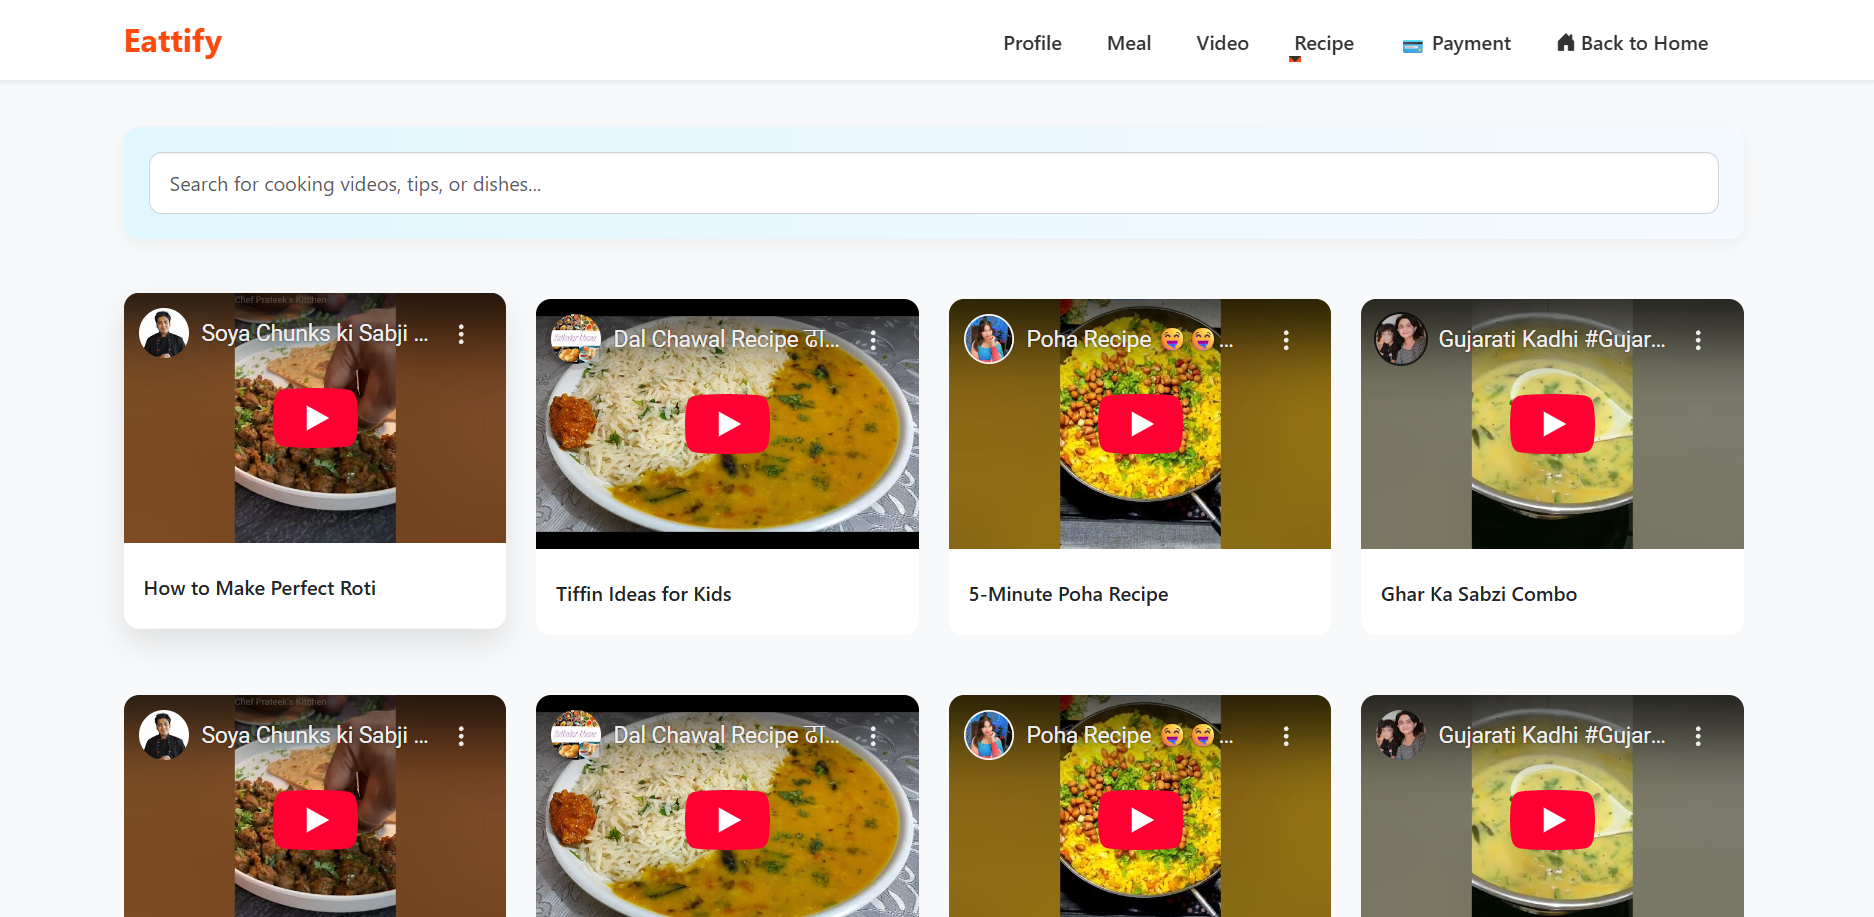 Eattify
Profile
Meal
Video
Recipe
Payment
Back to Home
Search for cooking videos, tips, or dishes...
Chef Prateek's Kitchen
Soya Chunks ki Sabji ...
Dal Chawal Recipe दा...
Poha Recipe 😝 😝 ...
Gujarati Kadhi #Gujar...
How to Make Perfect Roti
Tiffin Ideas for Kids
5-Minute Poha Recipe
Ghar Ka Sabzi Combo
Chef Prateek's Kitchen
Soya Chunks ki Sabji ...
Dal Chawal Recipe दा...
Poha Recipe 😝 😝 ...
Gujarati Kadhi #Gujar...